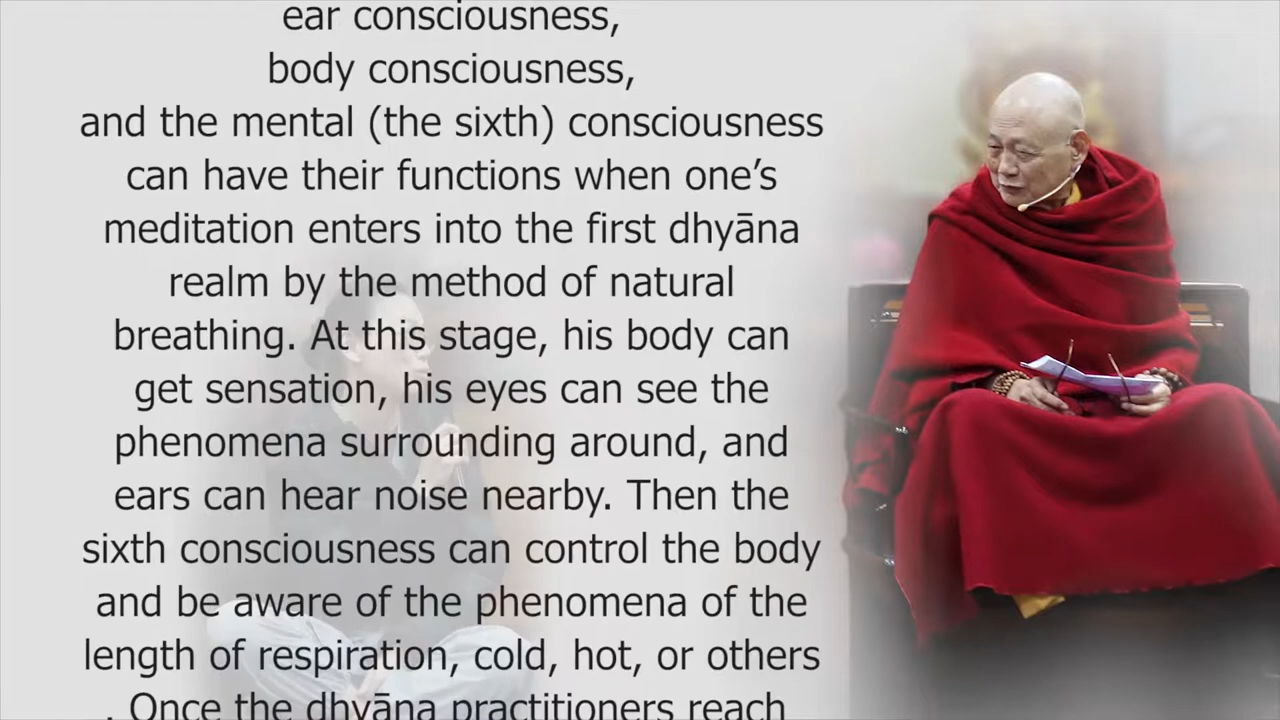 ear consciousness,
body consciousness,
and the mental (the sixth) consciousness
can have their functions when one’s
meditation enters into the first dhyāna
realm by the method of natural
breathing. At this stage, his body can
get sensation, his eyes can see the
phenomena surrounding around, and
ears can hear noise nearby. Then the
sixth consciousness can control the body
and be aware of the phenomena of the
length of respiration, cold, hot, or others
. Once the dhyāna practitioners reach